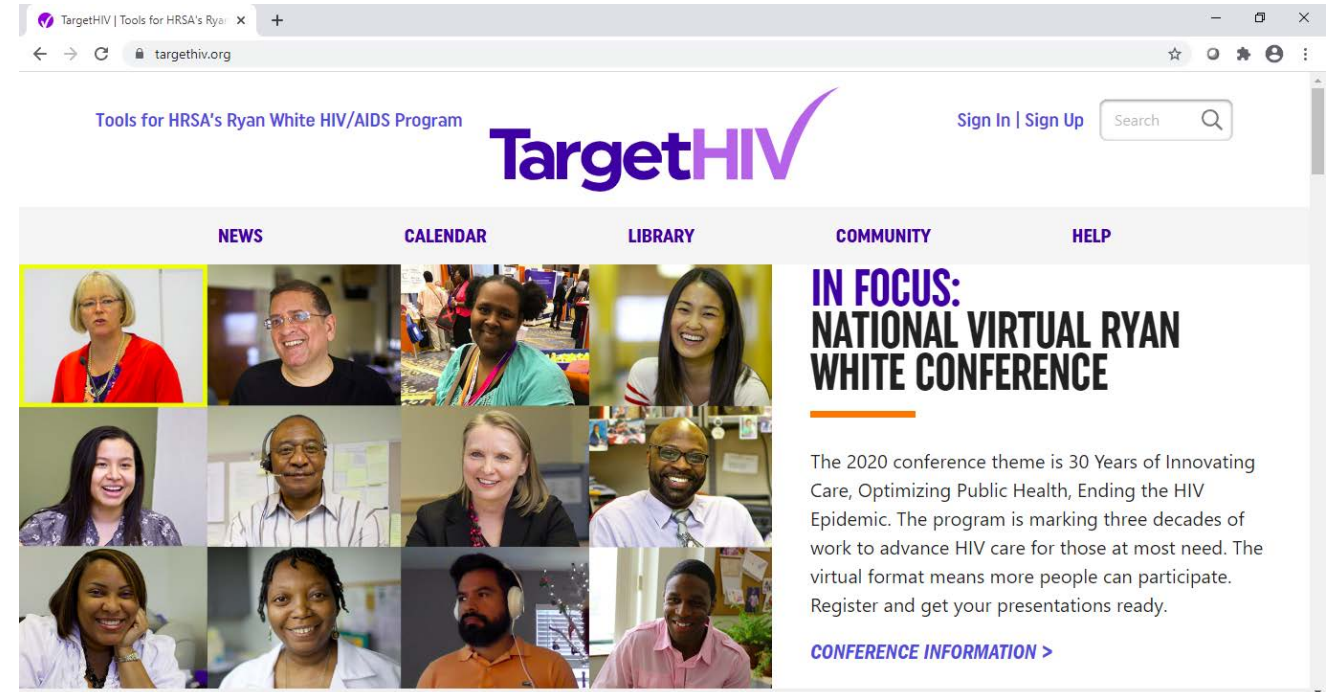 TargetHIV | Tools for HRSA's Ryan
targethiv.org
Tools for HRSA's Ryan White HIV/AIDS Program
TargetHIV
Sign In | Sign Up
Search
NEWS
CALENDAR
LIBRARY
COMMUNITY
HELP
IN FOCUS:
NATIONAL VIRTUAL RYAN
WHITE CONFERENCE
The 2020 conference theme is 30 Years of Innovating
Care, Optimizing Public Health, Ending the HIV
Epidemic. The program is marking three decades of
work to advance HIV care for those at most need. The
virtual format means more people can participate.
Register and get your presentations ready.
CONFERENCE INFORMATION >